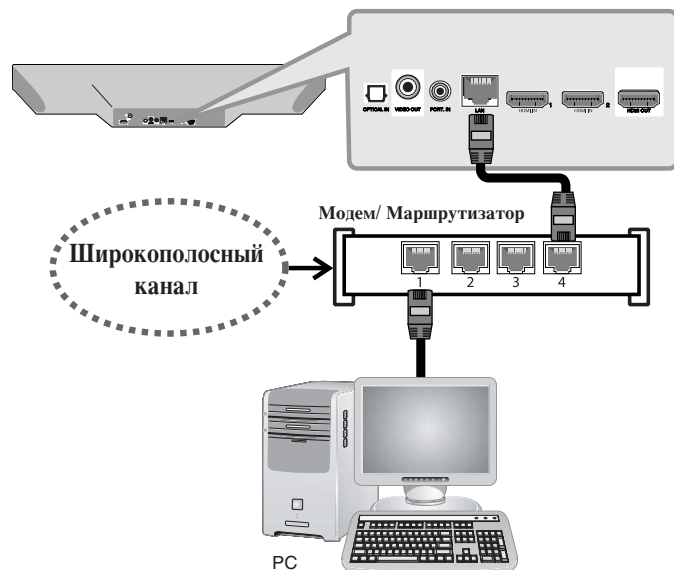 OPTICAL IN
VIDEO OUT
PORT. IN
LAN
HDMI IN
1
HDMI IN
2
HDMI OUT
Модем/ Маршрутизатор
Широкополосный
канал
1
2
3
4
PC